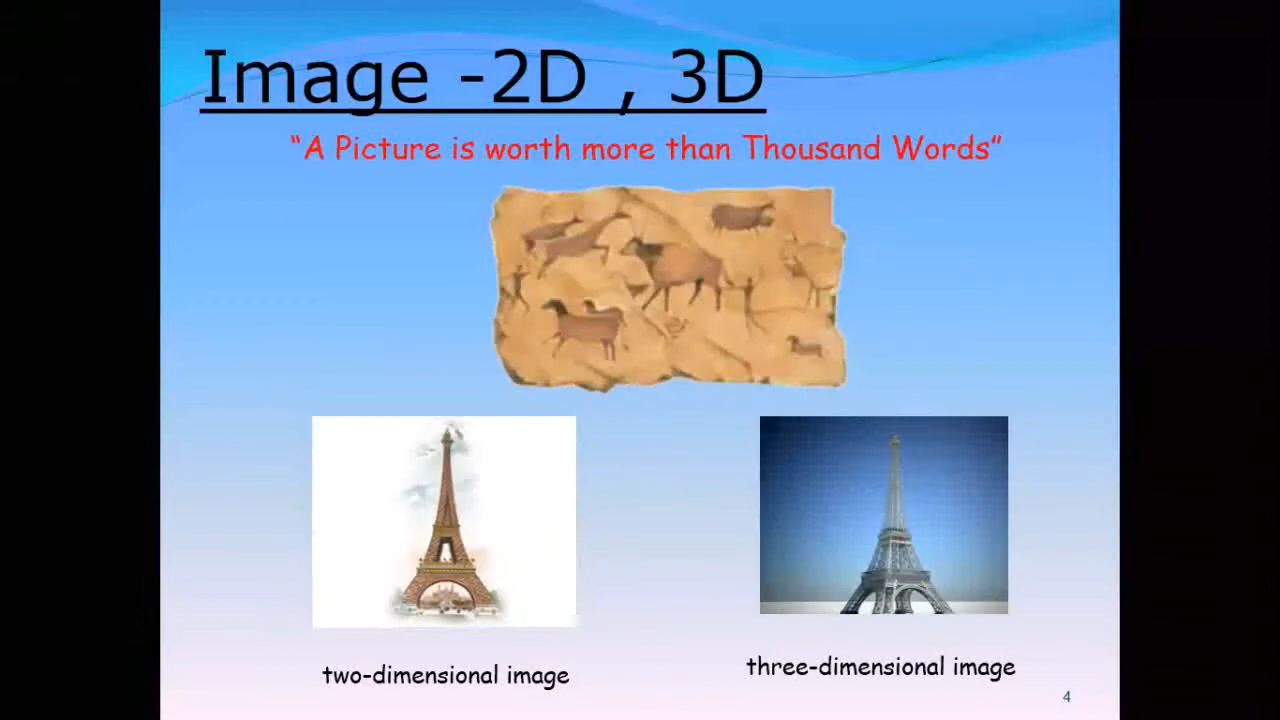 Image -2D , 3D
“A Picture is worth more than Thousand Words”
two-dimensional image
three-dimensional image
4